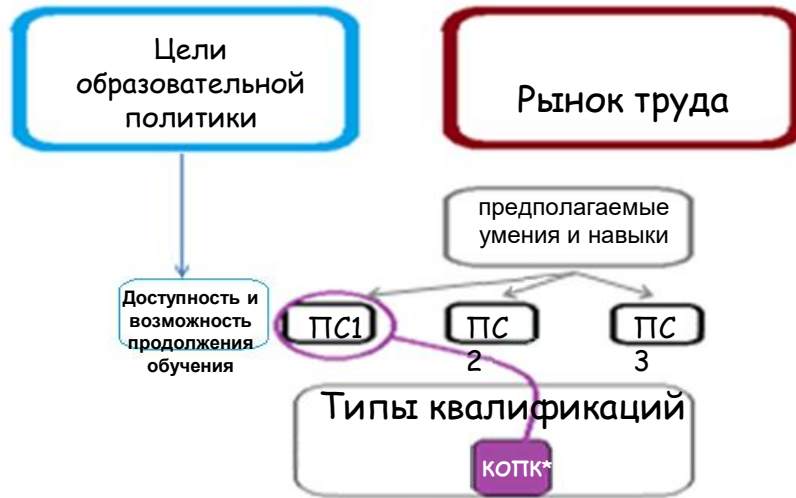 Цели
образовательной
политики
Рынок труда
предполагаемые
умения и навыки
Доступность и
возможность
продолжения
обучения
ПС1
ПС
2
ПС
3
Типы квалификаций
КОПК*